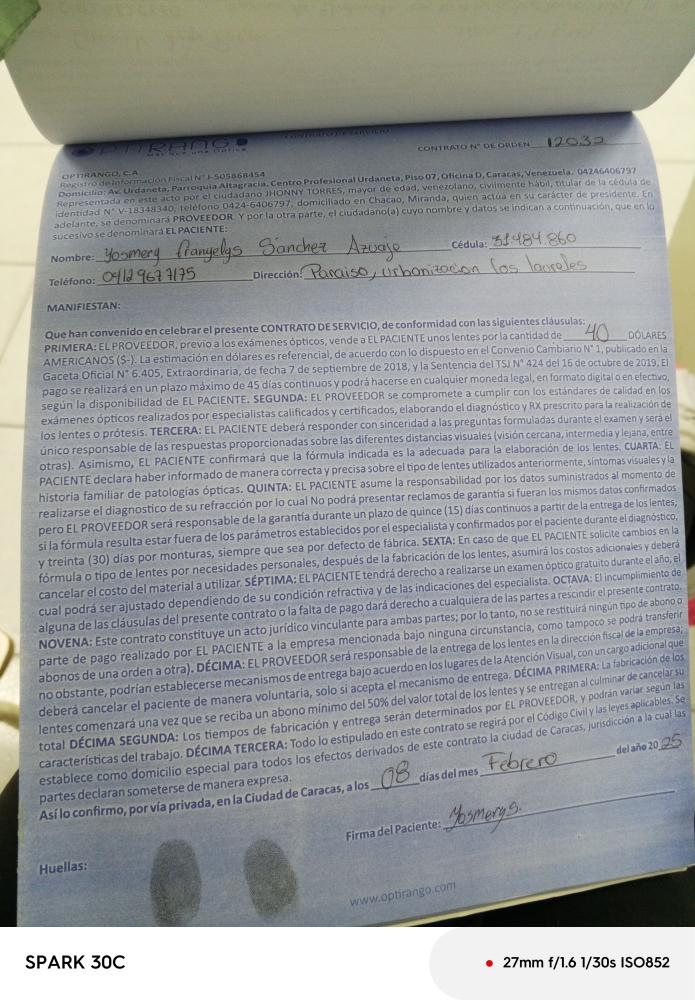 OPTIRANGO
CONTRATO DE SERVICIO
CONTRATO N° DE ORDEN 12032
OPTIRANGO, C.A.
Registro de Información Fiscal N° J-505868454
Domicilio: Av. Urdaneta, Parroquia Altagracia, Centro Profesional Urdaneta, Piso 07, Oficina D, Caracas, Venezuela. 04246406797
Representada en este acto por el ciudadano JHONNY TORRES, mayor de edad, venezolano, civilmente hábil, titular de la cédula de
identidad N° V-18348340, teléfono 0424-6406797, domiciliado en Chacao, Miranda, quien actúa en su carácter de presidente. En
adelante, se denominará PROVEEDOR. Y por la otra parte, el ciudadano(a) cuyo nombre y datos se indican a continuación, que en lo
sucesivo se denominará EL PACIENTE:
Nombre: Yosmery Franyelys Sánchez Azuaje Cédula: 31.484.860
Teléfono: 0412 967 7175 Dirección: Paraiso, urbanizacion los laureles
MANIFIESTAN:
Que han convenido en celebrar el presente CONTRATO DE SERVICIO, de conformidad con las siguientes cláusulas:
PRIMERA: EL PROVEEDOR, previo a los exámenes ópticos, vende a EL PACIENTE unos lentes por la cantidad de 40 DÓLARES
AMERICANOS ($-). La estimación en dólares es referencial, de acuerdo con lo dispuesto en el Convenio Cambiario N° 1, publicado en la
Gaceta Oficial N° 6.405, Extraordinaria, de fecha 7 de septiembre de 2018, y la Sentencia del TSJ N° 424 del 16 de octubre de 2019. El
pago se realizará en un plazo máximo de 45 días continuos y podrá hacerse en cualquier moneda legal, en formato digital o en efectivo,
según la disponibilidad de EL PACIENTE. SEGUNDA: EL PROVEEDOR se compromete a cumplir con los estándares de calidad en los
exámenes ópticos realizados por especialistas calificados y certificados, elaborando el diagnóstico y RX prescrito para la realización de
los lentes o prótesis. TERCERA: EL PACIENTE deberá responder con sinceridad a las preguntas formuladas durante el examen y será el
único responsable de las respuestas proporcionadas sobre las diferentes distancias visuales (visión cercana, intermedia y lejana, entre
otras). Asimismo, EL PACIENTE confirmará que la fórmula indicada es la adecuada para la elaboración de los lentes. CUARTA. EL
PACIENTE declara haber informado de manera correcta y precisa sobre el tipo de lentes utilizados anteriormente, síntomas visuales y la
historia familiar de patologías ópticas. QUINTA: EL PACIENTE asume la responsabilidad por los datos suministrados al momento de
realizarse el diagnostico de su refracción por lo cual No podrá presentar reclamos de garantía si fueran los mismos datos confirmados
pero EL PROVEEDOR será responsable de la garantía durante un plazo de quince (15) días continuos a partir de la entrega de los lentes,
si la fórmula resulta estar fuera de los parámetros establecidos por el especialista y confirmados por el paciente durante el diagnóstico,
y treinta (30) días por monturas, siempre que sea por defecto de fábrica. SEXTA: En caso de que EL PACIENTE solicite cambios en la
fórmula o tipo de lentes por necesidades personales, después de la fabricación de los lentes, asumirá los costos adicionales y deberá
cancelar el costo del material a utilizar. SÉPTIMA: EL PACIENTE tendrá derecho a realizarse un examen óptico gratuito durante el año, el
cual podrá ser ajustado dependiendo de su condición refractiva y de las indicaciones del especialista. OCTAVA: El incumplimiento de
alguna de las cláusulas del presente contrato o la falta de pago dará derecho a cualquiera de las partes a rescindir el presente contrato.
NOVENA: Este contrato constituye un acto jurídico vinculante para ambas partes; por lo tanto, no se restituirá ningún tipo de abono o
parte de pago realizado por EL PACIENTE a la empresa mencionada bajo ninguna circunstancia, como tampoco se podrá transferir
abonos de una orden a otra). DÉCIMA: EL PROVEEDOR será responsable de la entrega de los lentes en la dirección fiscal de la empresa;
no obstante, podrían establecerse mecanismos de entrega bajo acuerdo en los lugares de la Atención Visual, con un cargo adicional que
deberá cancelar el paciente de manera voluntaria, solo si acepta el mecanismo de entrega. DÉCIMA PRIMERA: La fabricación de los
lentes comenzará una vez que se reciba un abono mínimo del 50% del valor total de los lentes y se entregan al culminar de cancelar su
total DÉCIMA SEGUNDA: Los tiempos de fabricación y entrega serán determinados por EL PROVEEDOR, y podrán variar según las
características del trabajo. DÉCIMA TERCERA: Todo lo estipulado en este contrato se regirá por el Código Civil y las leyes aplicables. Se
establece como domicilio especial para todos los efectos derivados de este contrato la ciudad de Caracas, jurisdicción a la cual las
partes declaran someterse de manera expresa.
Así lo confirmo, por vía privada, en la Ciudad de Caracas, a los 08 días del mes Febrero del año 2025
Firma del Paciente: Yosmery S.
Huellas:
www.optirango.com
SPARK 30C
27mm f/1.6 1/30s ISO852